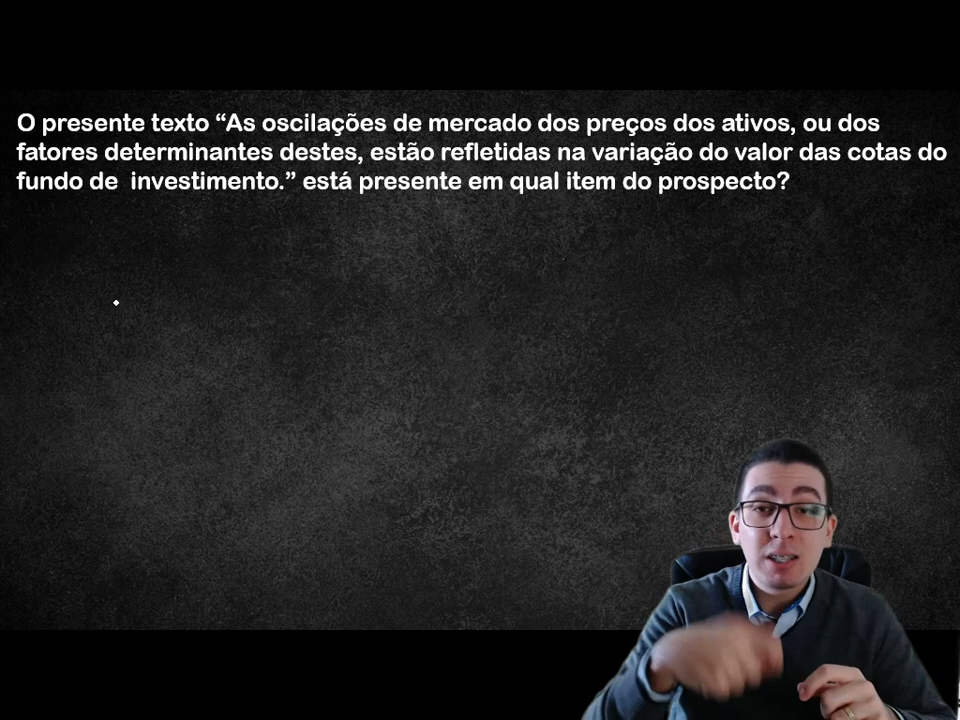 O presente texto “As oscilações de mercado dos preços dos ativos, ou dos
fatores determinantes destes, estão refletidas na variação do valor das cotas do
fundo de  investimento.” está presente em qual item do prospecto?